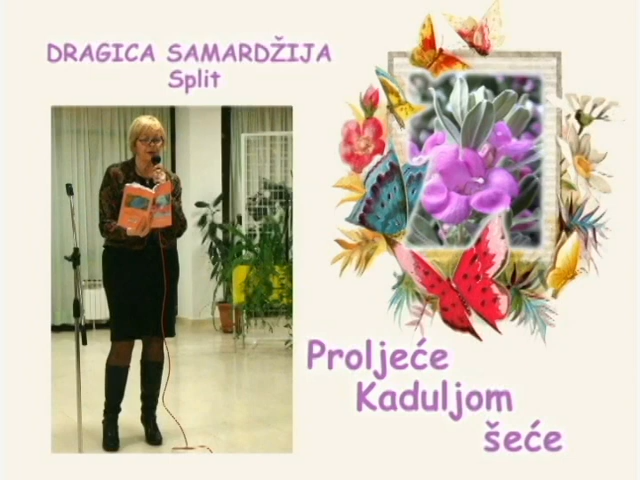 DRAGICA SAMARDŽIJA
Split
Proljeće
Kaduljom
šeće